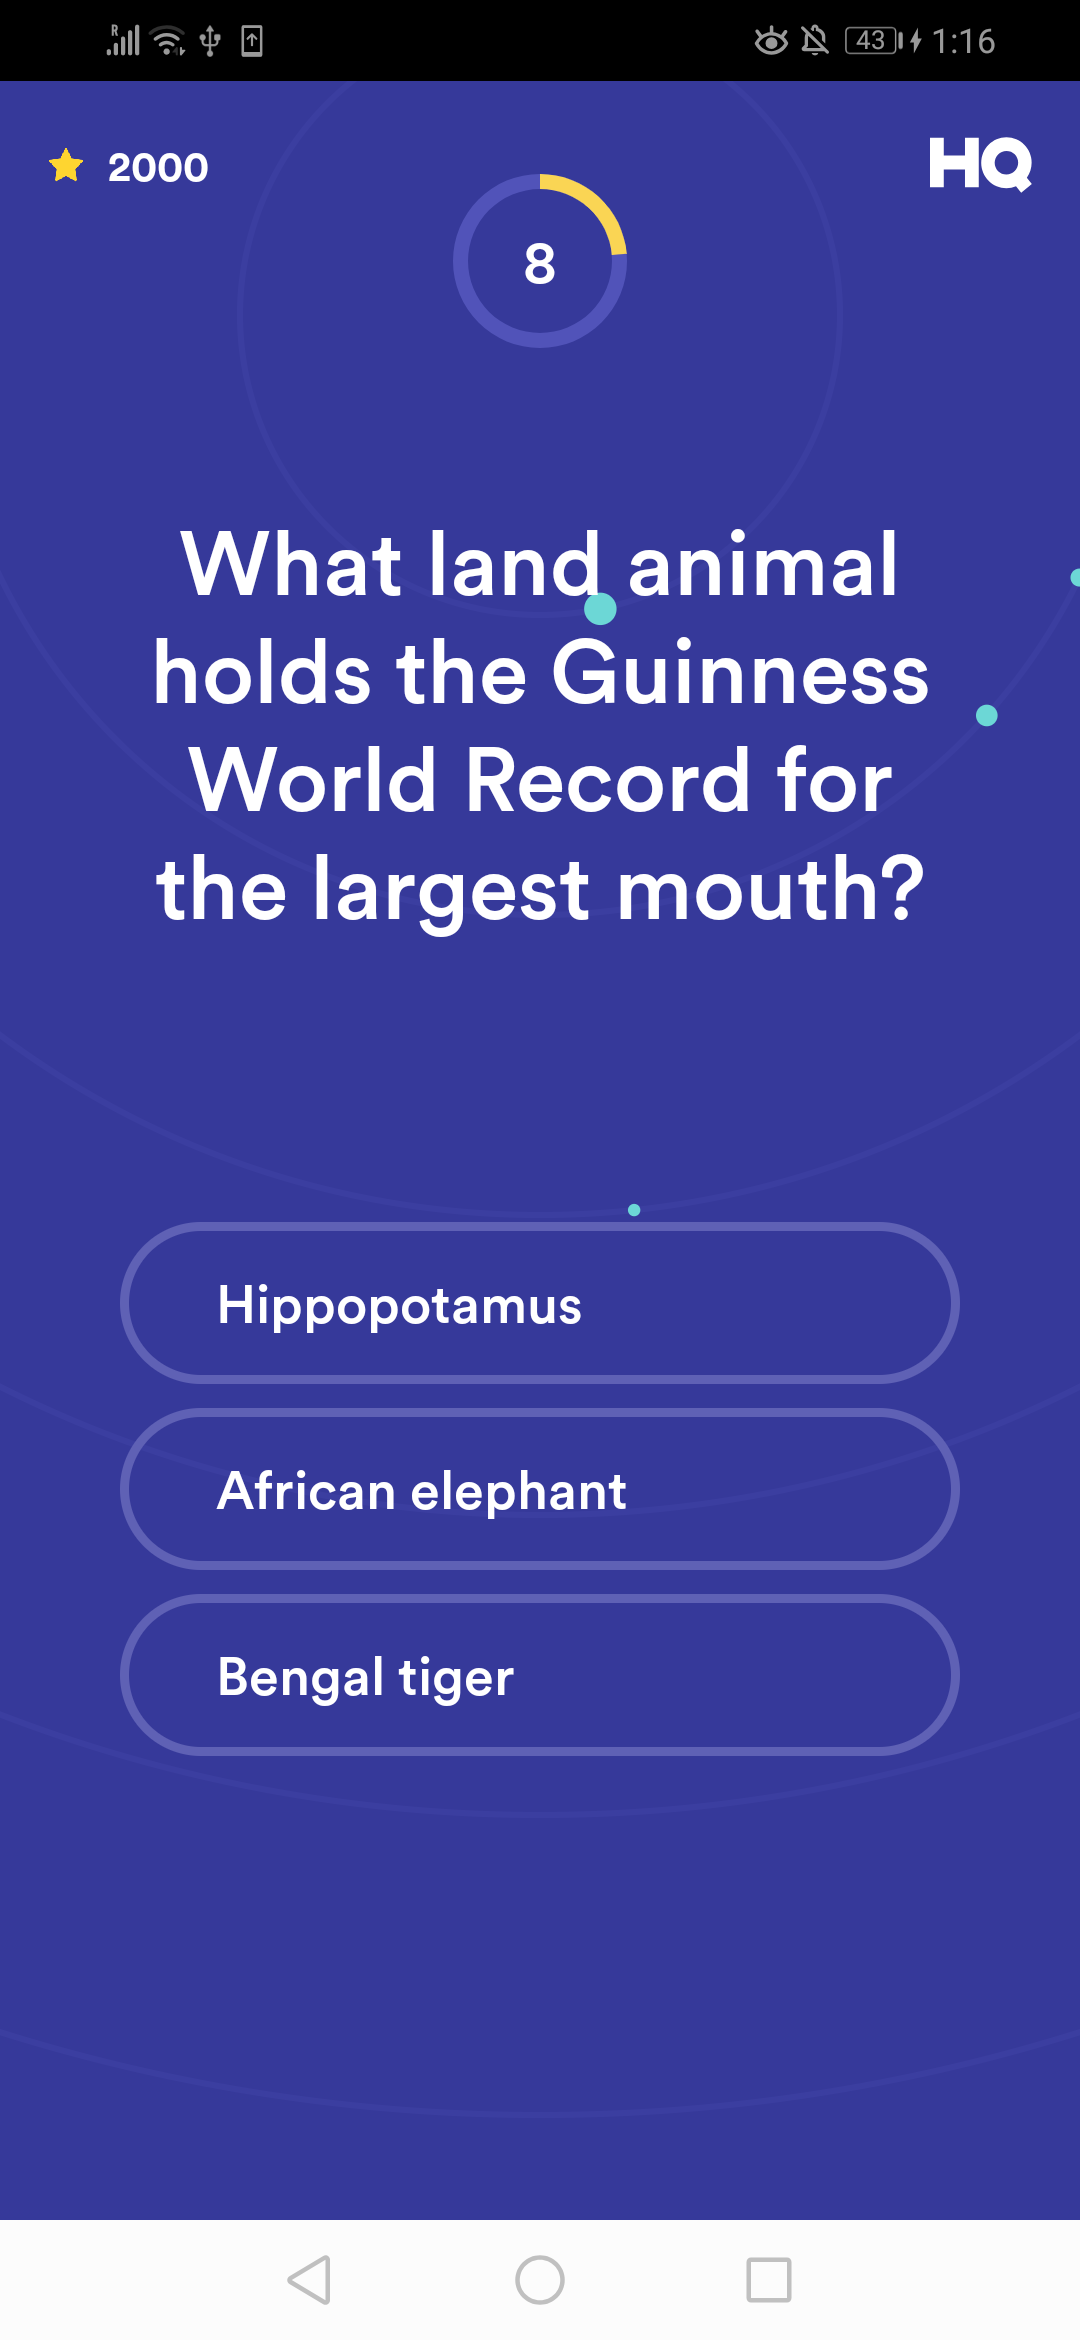 R
43
1:16
2000
HQ
8
What land animal
holds the Guinness
World Record for
the largest mouth?
Hippopotamus
African elephant
Bengal tiger